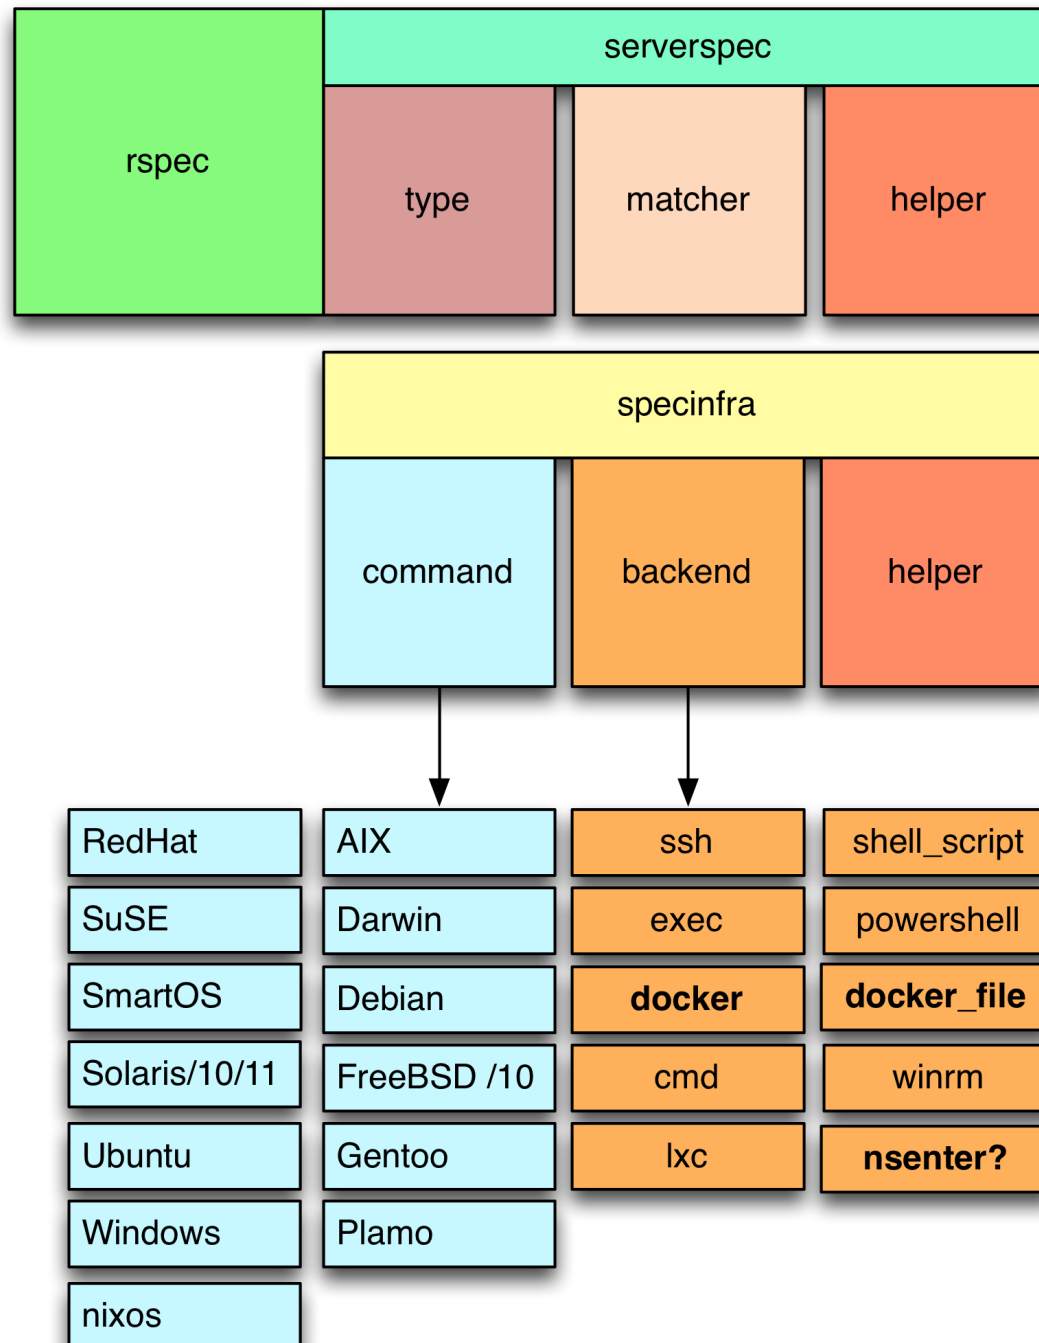 serverspec
rspec
type
matcher
helper
specinfra
command
backend
helper
RedHat
AIX
ssh
shell_script
SuSE
Darwin
exec
powershell
SmartOS
Debian
docker
docker_file
Solaris/10/11
FreeBSD /10
cmd
winrm
Ubuntu
Gentoo
lxc
nsenter?
Windows
Plamo
nixos